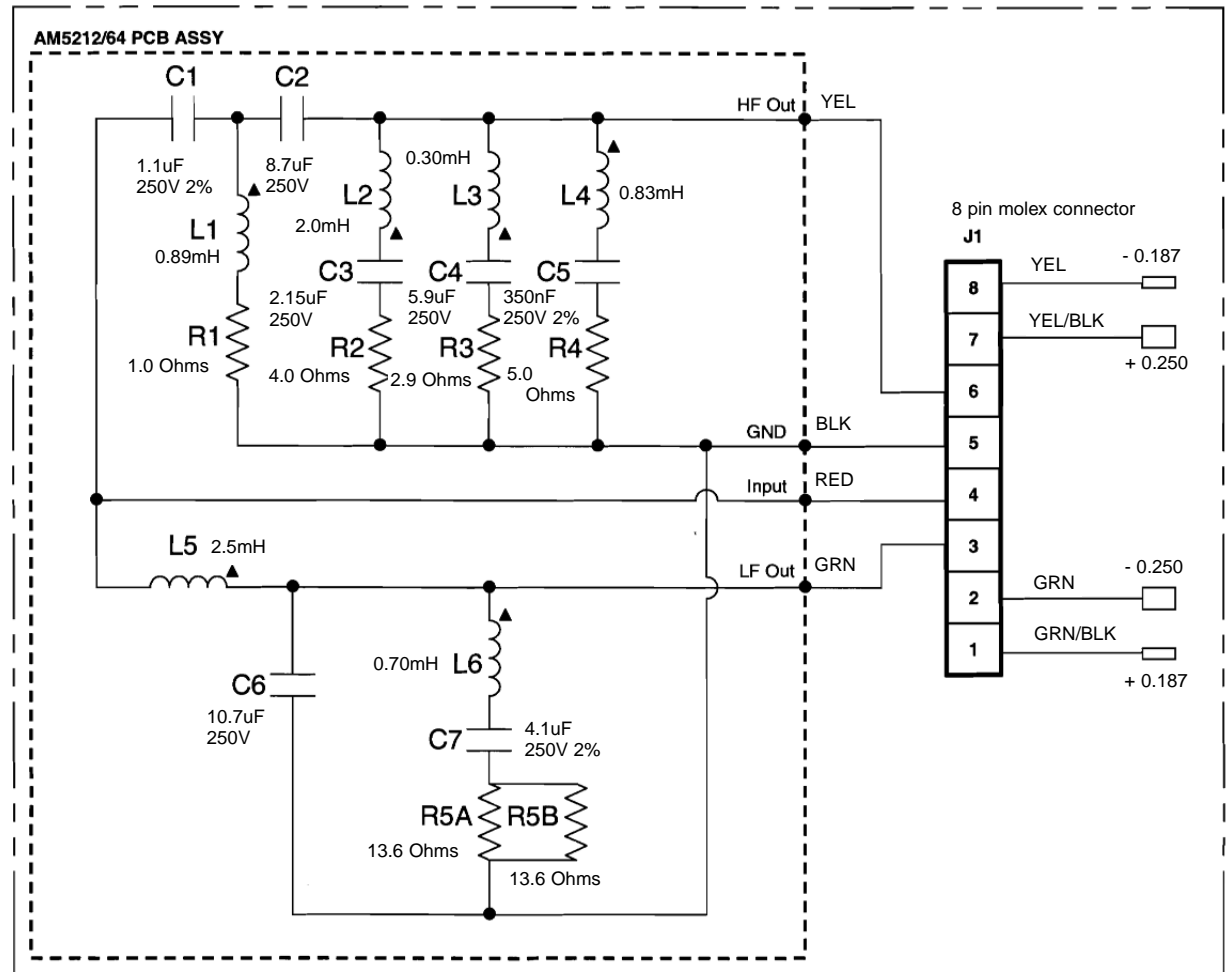 AM5212/64 PCB ASSY
C1
C2
HF Out
YEL
1.1uF
250V 2%
8.7uF
250V
0.30mH
L1
0.89mH
L2
2.0mH
L3
L4
0.83mH
C3
C4
C5
2.15uF
250V
5.9uF
250V
350nF
250V 2%
R1
1.0 Ohms
R2
4.0 Ohms
R3
2.9 Ohms
R4
5.0
Ohms
GND
BLK
Input
RED
L5
2.5mH
LF Out
GRN
0.70mH
L6
C6
10.7uF
250V
C7
4.1uF
250V 2%
R5A
R5B
13.6 Ohms
13.6 Ohms
8 pin molex connector
J1
8
7
6
5
4
3
2
1
YEL
- 0.187
YEL/BLK
+ 0.250
GRN
- 0.250
GRN/BLK
+ 0.187